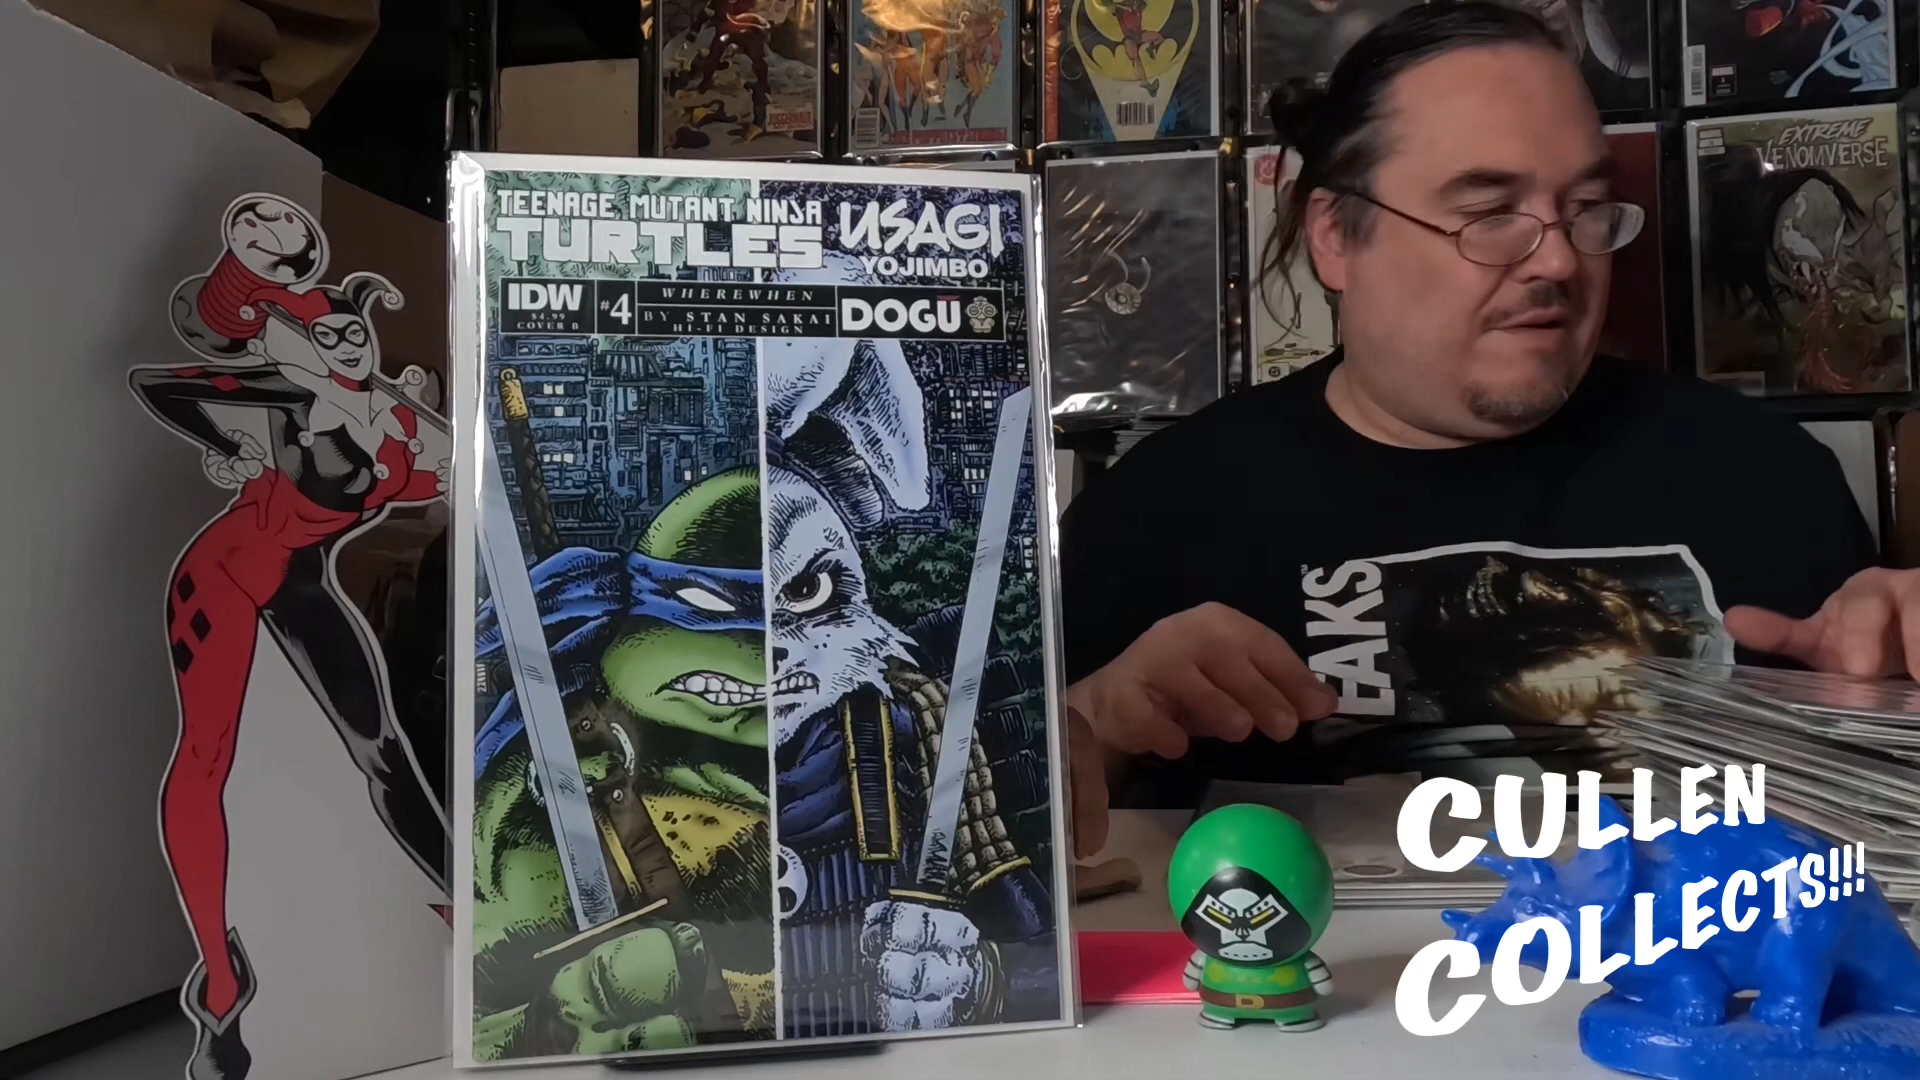 TEENAGE MUTANT NINJA
TURTLES
USAGI
YOJIMBO
IDW
$4.99
COVER B
#4
WHEREWHEN
BY STAN SAKAI
HI-FI DESIGN
DOGU
EXTREME
VENOMVERSE
EAKS
CULLEN
COLLECTS!!!